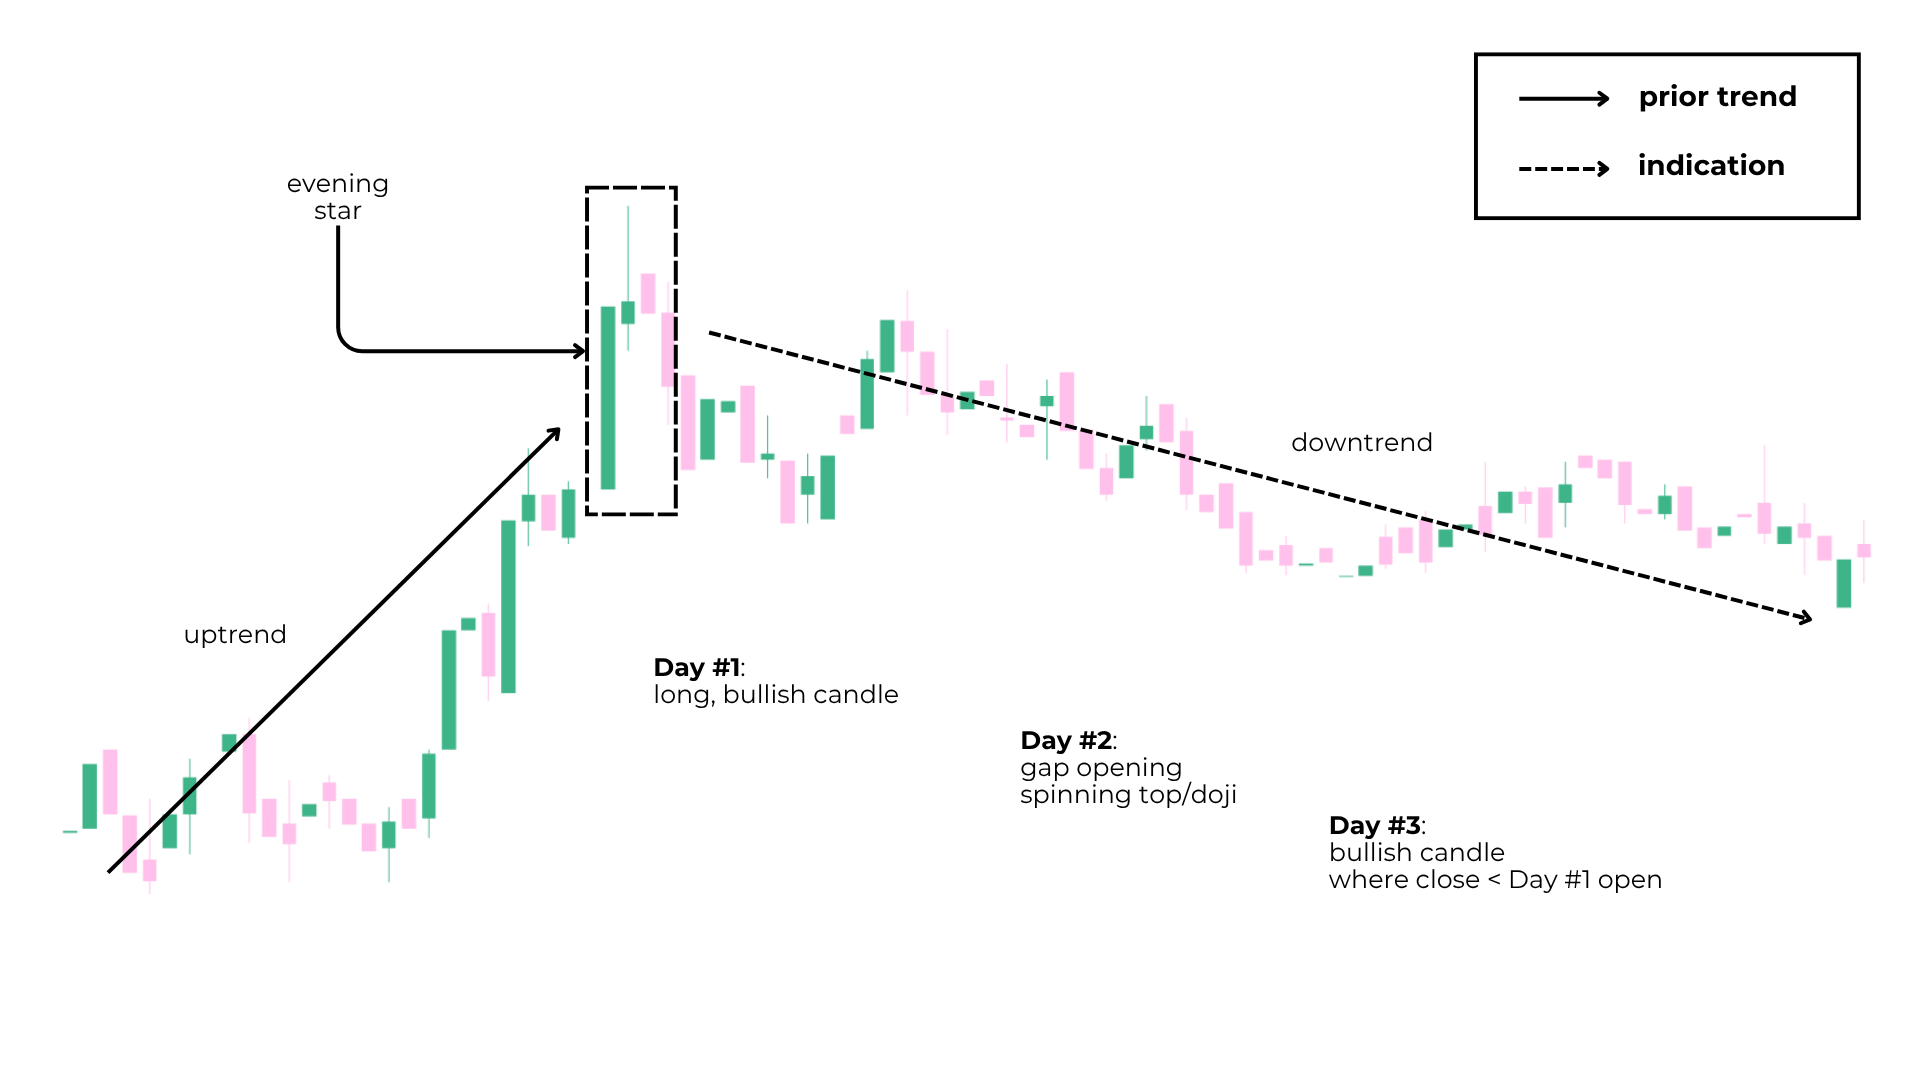 prior trend
indication
evening
star
downtrend
uptrend
Day #1:
long, bullish candle
Day #2:
gap opening
spinning top/doji
Day #3:
bullish candle
where close < Day #1 open